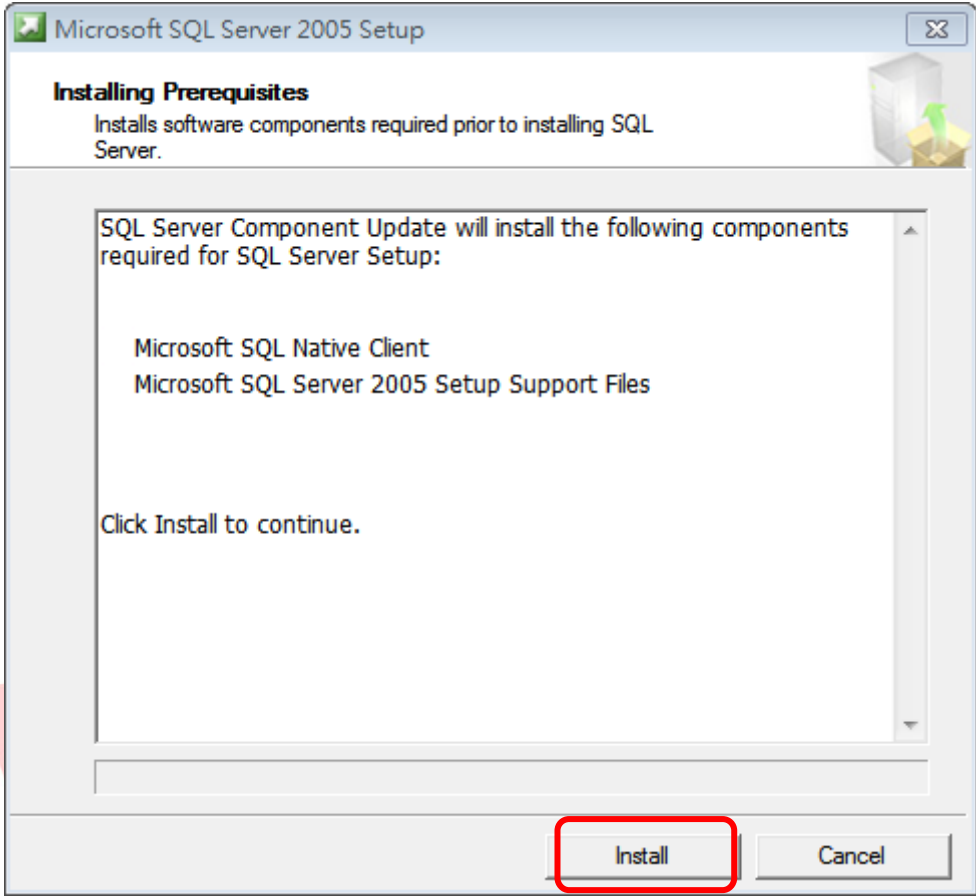 Microsoft SQL Server 2005 Setup
Installing Prerequisites
Installs software components required prior to installing SQL
Server.
SQL Server Component Update will install the following components
required for SQL Server Setup:
Microsoft SQL Native Client
Microsoft SQL Server 2005 Setup Support Files
Click Install to continue.
Install
Cancel